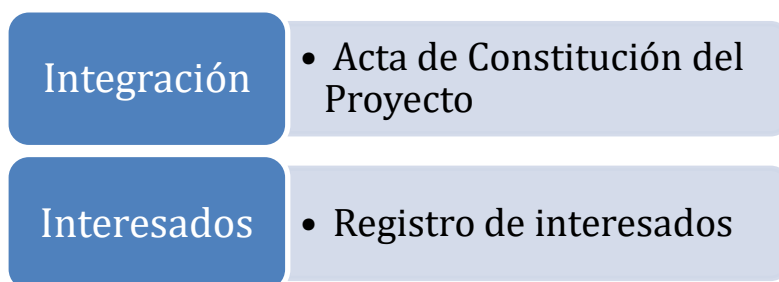 Integración
• Acta de Constitución del
Proyecto
Interesados
• Registro de interesados